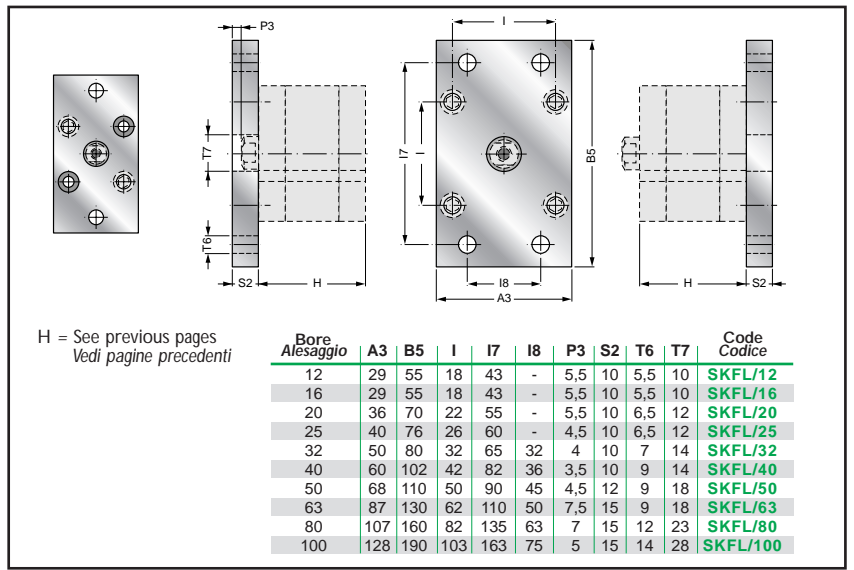 P3
I
T7
T6
I7
I
B5
S2
H
I8
A3
H
S2
H = See previous pages
Vedi pagine precedenti
Bore
Alesaggio A3 B5 I I7 I8 P3 S2 T6 T7 Code
Codice
12 29 55 18 43 - 5,5 10 5,5 10 SKFL/12
16 29 55 18 43 - 5,5 10 5,5 10 SKFL/16
20 36 70 22 55 - 5,5 10 6,5 12 SKFL/20
25 40 76 26 60 - 4,5 10 6,5 12 SKFL/25
32 50 80 32 65 32 4 10 7 14 SKFL/32
40 60 102 42 82 36 3,5 10 9 14 SKFL/40
50 68 110 50 90 45 4,5 12 9 18 SKFL/50
63 87 130 62 110 50 7,5 15 9 18 SKFL/63
80 107 160 82 135 63 7 15 12 23 SKFL/80
100 128 190 103 163 75 5 15 14 28 SKFL/100